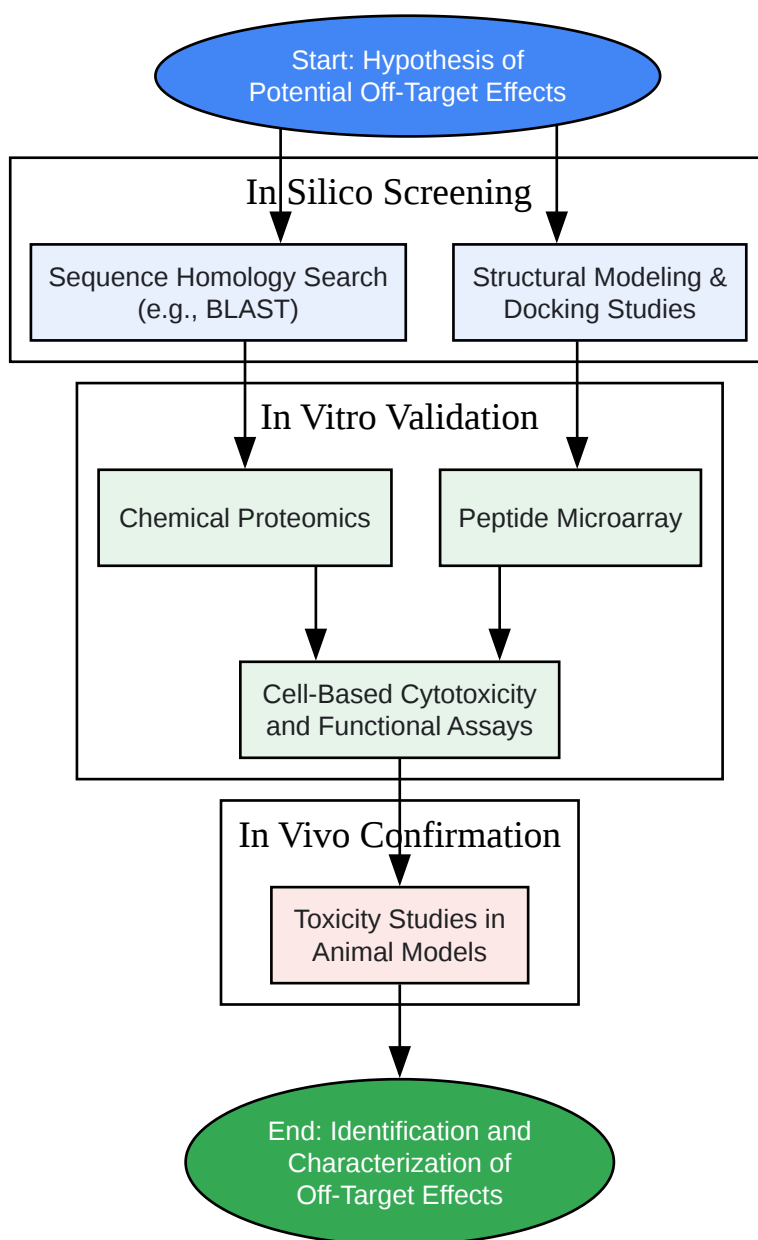 Start: Hypothesis of
Potential Off-Target Effects
In Silico Screening
Sequence Homology Search
(e.g., BLAST)
Structural Modeling &
Docking Studies
In Vitro Validation
Chemical Proteomics
Peptide Microarray
Cell-Based Cytotoxicity
and Functional Assays
In Vivo Confirmation
Toxicity Studies in
Animal Models
End: Identification and
Characterization of
Off-Target Effects